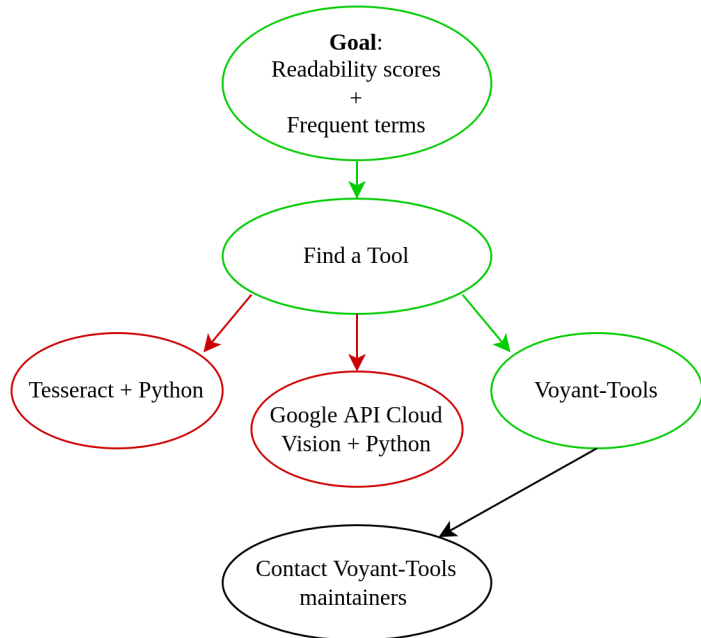 Goal:
Readability scores
+
Frequent terms
Find a Tool
Tesseract + Python
Google API Cloud
Vision + Python
Voyant-Tools
Contact Voyant-Tools
maintainers